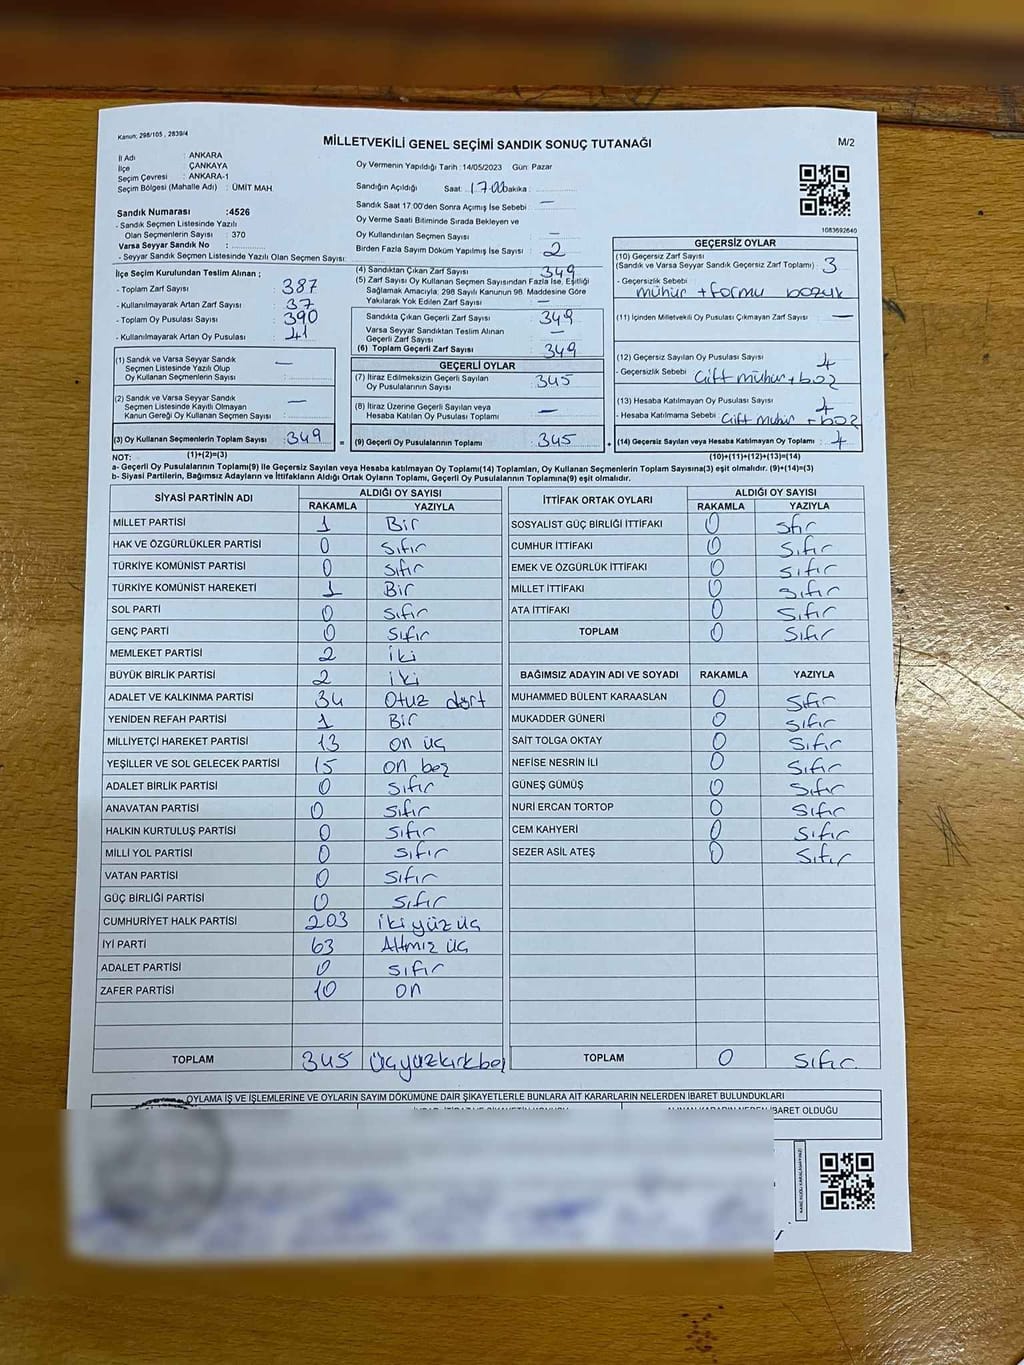 Kanun; 298/105 , 2839/4
MİLLETVEKİLİ GENEL SEÇİMİ SANDIK SONUÇ TUTANAĞI
M/2
İl Adı : ANKARA
İlçe : ÇANKAYA
Seçim Çevresi : ANKARA-1
Seçim Bölgesi (Mahalle Adı) : ÜMİT MAH.
Oy Vermenin Yapıldığı Tarih :14/05/2023 Gün: Pazar
Sandığın Açıldığı Saat: 17.00 Dakika :
Sandık Saat 17:00'den Sonra Açımış İse Sebebi : —
Oy Verme Saati Bitiminde Sırada Bekleyen ve
Oy Kullandırılan Seçmen Sayısı : —
Birden Fazla Sayım Döküm Yapılmış İse Sayısı : 2
Sandık Numarası :4526
- Sandık Seçmen Listesinde Yazılı
Olan Seçmenlerin Sayısı : 370
Varsa Seyyar Sandık No :
- Seyyar Sandık Seçmen Listesinde Yazılı Olan Seçmen Sayısı:
1083692640
İlçe Seçim Kurulundan Teslim Alınan ;
- Toplam Zarf Sayısı : 387
- Kullanılmayarak Artan Zarf Sayısı : 37
- Toplam Oy Pusulası Sayısı : 390
- Kullanılmayarak Artan Oy Pusulası : 41
(1) Sandık ve Varsa Seyyar Sandık
Seçmen Listesinde Yazılı Olup
Oy Kullanan Seçmenlerin Sayısı : —
(2) Sandık ve Varsa Seyyar Sandık
Seçmen Listesinde Kayıtlı Olmayan
Kanun Gereği Oy Kullanan Seçmen Sayısı : —
(3) Oy Kullanan Seçmenlerin Toplam Sayısı : 349
(1)+(2)=(3)
(4) Sandıktan Çıkan Zarf Sayısı : 349
(5) Zarf Sayısı Oy Kullanan Seçmen Sayısından Fazla İse, Eşitliği
Sağlamak Amacıyla; 298 Sayılı Kanunun 98. Maddesine Göre
Yakılarak Yok Edilen Zarf Sayısı : —
Sandıkta Çıkan Geçerli Zarf Sayısı : 349
Varsa Seyyar Sandıktan Teslim Alınan
Geçerli Zarf Sayısı : —
(6) Toplam Geçerli Zarf Sayısı : 349
GEÇERLİ OYLAR
(7) İtiraz Edilmeksizin Geçerli Sayılan
Oy Pusulalarının Sayısı : 345
(8) İtiraz Üzerine Geçerli Sayılan veya
Hesaba Katılan Oy Pusulası Toplamı : —
= (9) Geçerli Oy Pusulalarının Toplamı : 345
GEÇERSİZ OYLAR
(10) Geçersiz Zarf Sayısı
(Sandık ve Varsa Seyyar Sandık Geçersiz Zarf Toplamı) : 3
- Geçersizlik Sebebi :
mühür + formu bozuk
(11) İçinden Milletvekili Oy Pusulası Çıkmayan Zarf Sayısı : —
(12) Geçersiz Sayılan Oy Pusulası Sayısı : 4
- Geçersizlik Sebebi : Çift mühür + boz
(13) Hesaba Katılmayan Oy Pusulası Sayısı : 4
- Hesaba Katılmama Sebebi : Çift mühür + boz
+ (14) Geçersiz Sayılan veya Hesaba Katılmayan Oy Toplamı : 4
(10)+(11)+(12)+(13)=(14)
NOT:
a- Geçerli Oy Pusulalarının Toplamı(9) İle Geçersiz Sayılan veya Hesaba katılmayan Oy Toplamı(14) Toplamları, Oy Kullanan Seçmenlerin Toplam Sayısına(3) eşit olmalıdır. (9)+(14)=(3)
b- Siyasi Partilerin, Bağımsız Adayların ve İttifakların Aldığı Ortak Oyların Toplamı, Geçerli Oy Pusulalarının Toplamına(9) eşit olmalıdır.
SİYASİ PARTİNİN ADI ALDIĞI OY SAYISI
RAKAMLA YAZIYLA
MİLLET PARTİSİ 1 Bir
HAK VE ÖZGÜRLÜKLER PARTİSİ 0 Sıfır
TÜRKİYE KOMÜNİST PARTİSİ 0 Sıfır
TÜRKİYE KOMÜNİST HAREKETİ 1 Bir
SOL PARTİ 0 Sıfır
GENÇ PARTİ 0 Sıfır
MEMLEKET PARTİSİ 2 İki
BÜYÜK BİRLİK PARTİSİ 2 İki
ADALET VE KALKINMA PARTİSİ 34 Otuz dört
YENİDEN REFAH PARTİSİ 1 Bir
MİLLİYETÇİ HAREKET PARTİSİ 13 on üç
YEŞİLLER VE SOL GELECEK PARTİSİ 15 on beş
ADALET BİRLİK PARTİSİ 0 Sıfır
ANAVATAN PARTİSİ 0 Sıfır
HALKIN KURTULUŞ PARTİSİ 0 Sıfır
MİLLİ YOL PARTİSİ 0 Sıfır
VATAN PARTİSİ 0 Sıfır
GÜÇ BİRLİĞİ PARTİSİ 0 Sıfır
CUMHURİYET HALK PARTİSİ 203 iki yüz üç
İYİ PARTİ 63 Altmış üç
ADALET PARTİSİ 0 Sıfır
ZAFER PARTİSİ 10 on
TOPLAM 345 Üçyüzkırkbeş
İTTİFAK ORTAK OYLARI ALDIĞI OY SAYISI
RAKAMLA YAZIYLA
SOSYALİST GÜÇ BİRLİĞİ İTTİFAKI 0 Sfır
CUMHUR İTTİFAKI 0 Sıfır
EMEK VE ÖZGÜRLÜK İTTİFAKI 0 Sıfır
MİLLET İTTİFAKI 0 Sıfır
ATA İTTİFAKI 0 Sıfır
TOPLAM 0 Sıfır
BAĞIMSIZ ADAYIN ADI VE SOYADI RAKAMLA YAZIYLA
MUHAMMED BÜLENT KARAASLAN 0 Sıfır
MUKADDER GÜNERİ 0 Sıfır
SAİT TOLGA OKTAY 0 Sıfır
NEFİSE NESRİN İLİ 0 Sıfır
GÜNEŞ GÜMÜŞ 0 Sıfır
NURİ ERCAN TORTOP 0 Sıfır
CEM KAHYERİ 0 Sıfır
SEZER ASİL ATEŞ 0 Sıfır
TOPLAM 0 Sıfır
OYLAMA İŞ VE İŞLEMLERİNE VE OYLARIN SAYIM DÖKÜMÜNE DAİR ŞİKAYETLERLE BUNLARA AİT KARARLARIN NELERDEN İBARET BULUNDUKLARI
İBARET OLDUĞU